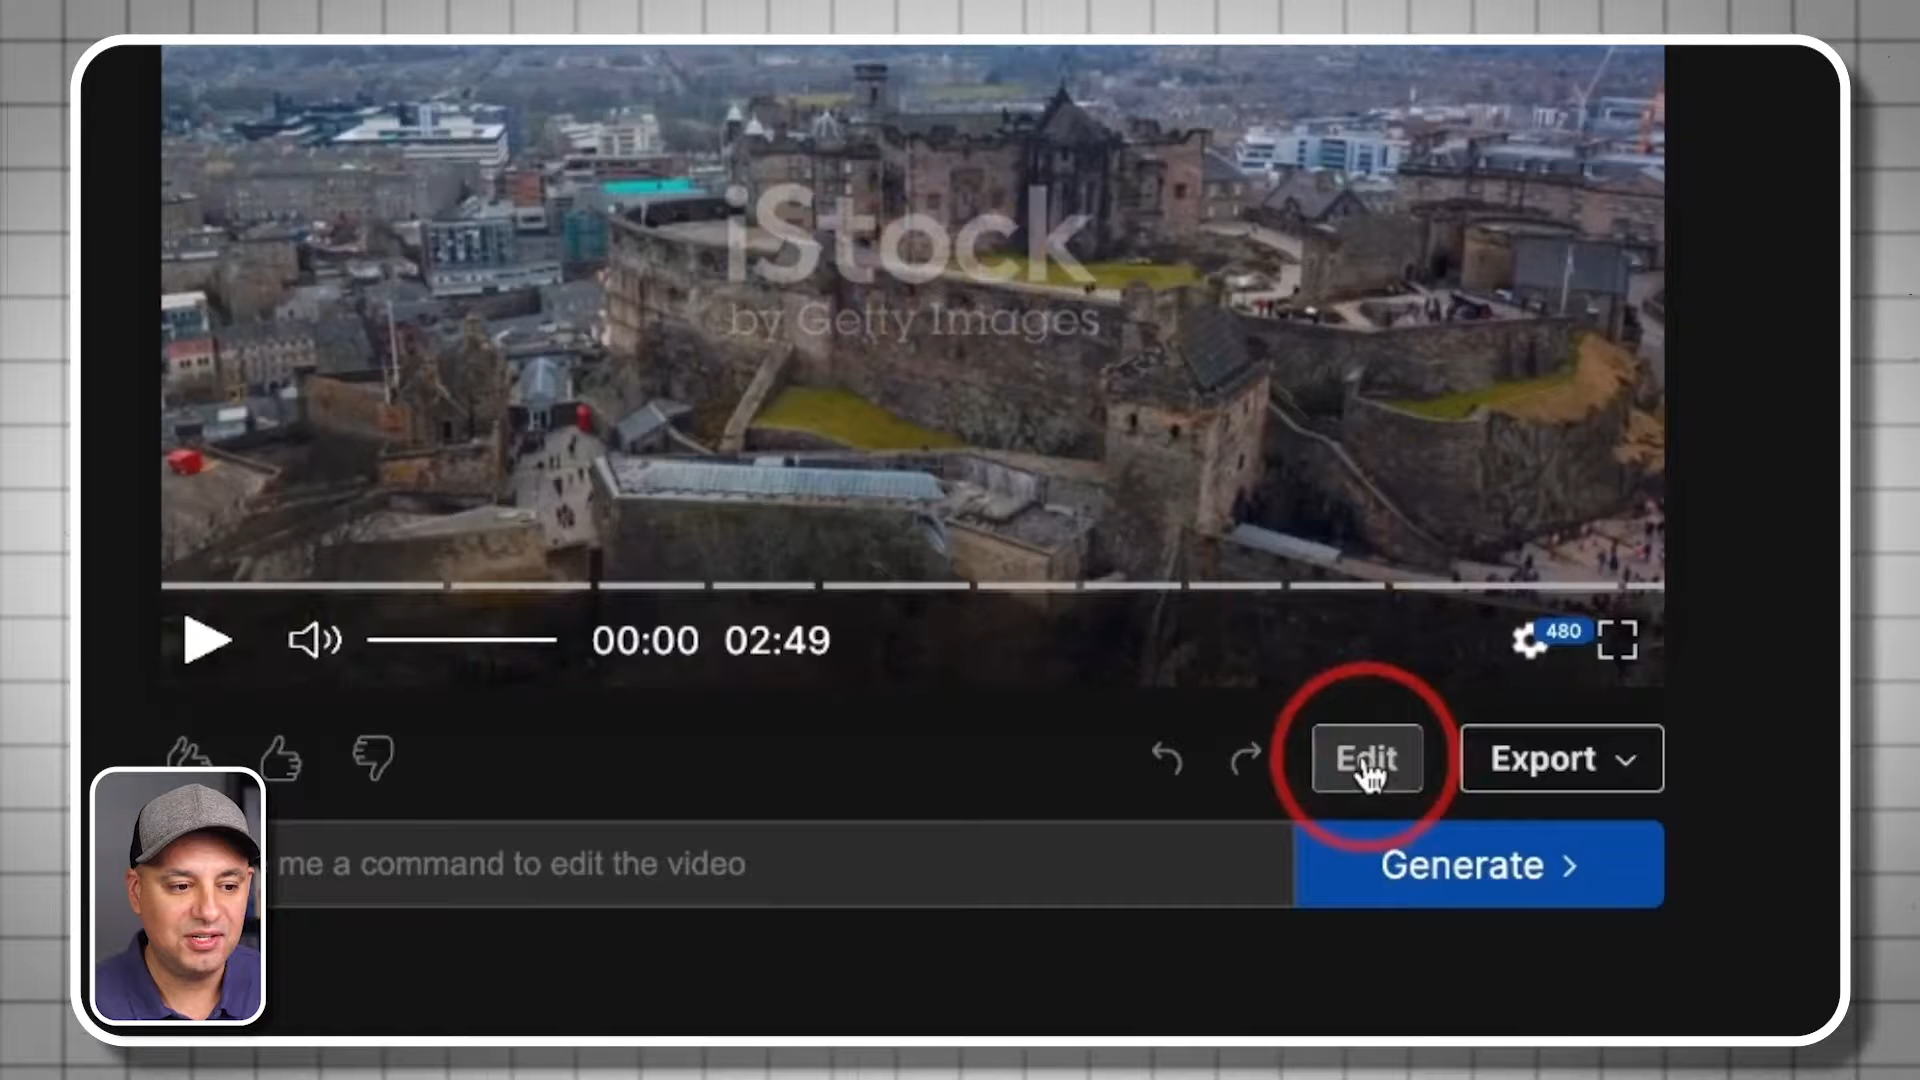 iStock
by Getty Images
00:00 02:49
480
Edit
Export
me a command to edit the video
Generate